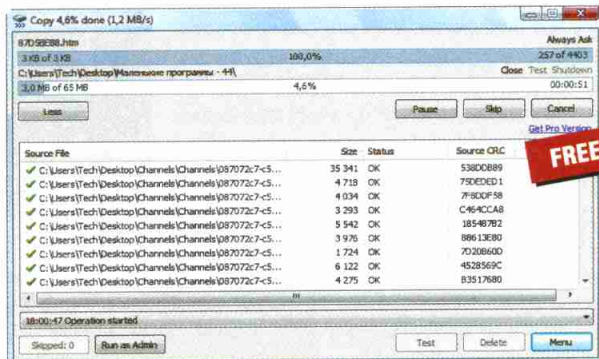 Copy 4,6% done (1,2 MB/s)
87D5BEB8.htm Always Ask
3 KB of 3 KB 100,0% 257 of 4403
C:\Users\Tech\Desktop\Маленькие программы - 44\ Close Test Shutdown
3,0 MB of 65 MB 4,6% 00:00:51
Less Pause Skip Cancel
Get Pro Version
FREE
Source File Size Status Source CRC
C:\Users\Tech\Desktop\Channels\Channels\087072c7-c5... 35 341 OK 538DDB89
C:\Users\Tech\Desktop\Channels\Channels\087072c7-c5... 4 718 OK 75DEDED1
C:\Users\Tech\Desktop\Channels\Channels\087072c7-c5... 4 034 OK 7F8DDF58
C:\Users\Tech\Desktop\Channels\Channels\087072c7-c5... 3 293 OK C464CCA8
C:\Users\Tech\Desktop\Channels\Channels\087072c7-c5... 5 542 OK 185487B2
C:\Users\Tech\Desktop\Channels\Channels\087072c7-c5... 3 976 OK 88613E80
C:\Users\Tech\Desktop\Channels\Channels\087072c7-c5... 1 724 OK 7D20860D
C:\Users\Tech\Desktop\Channels\Channels\087072c7-c5... 6 122 OK 4528569C
C:\Users\Tech\Desktop\Channels\Channels\087072c7-c5... 4 275 OK B3517680
18:00:47 Operation started
Skipped: 0 Run as Admin Test Delete Menu